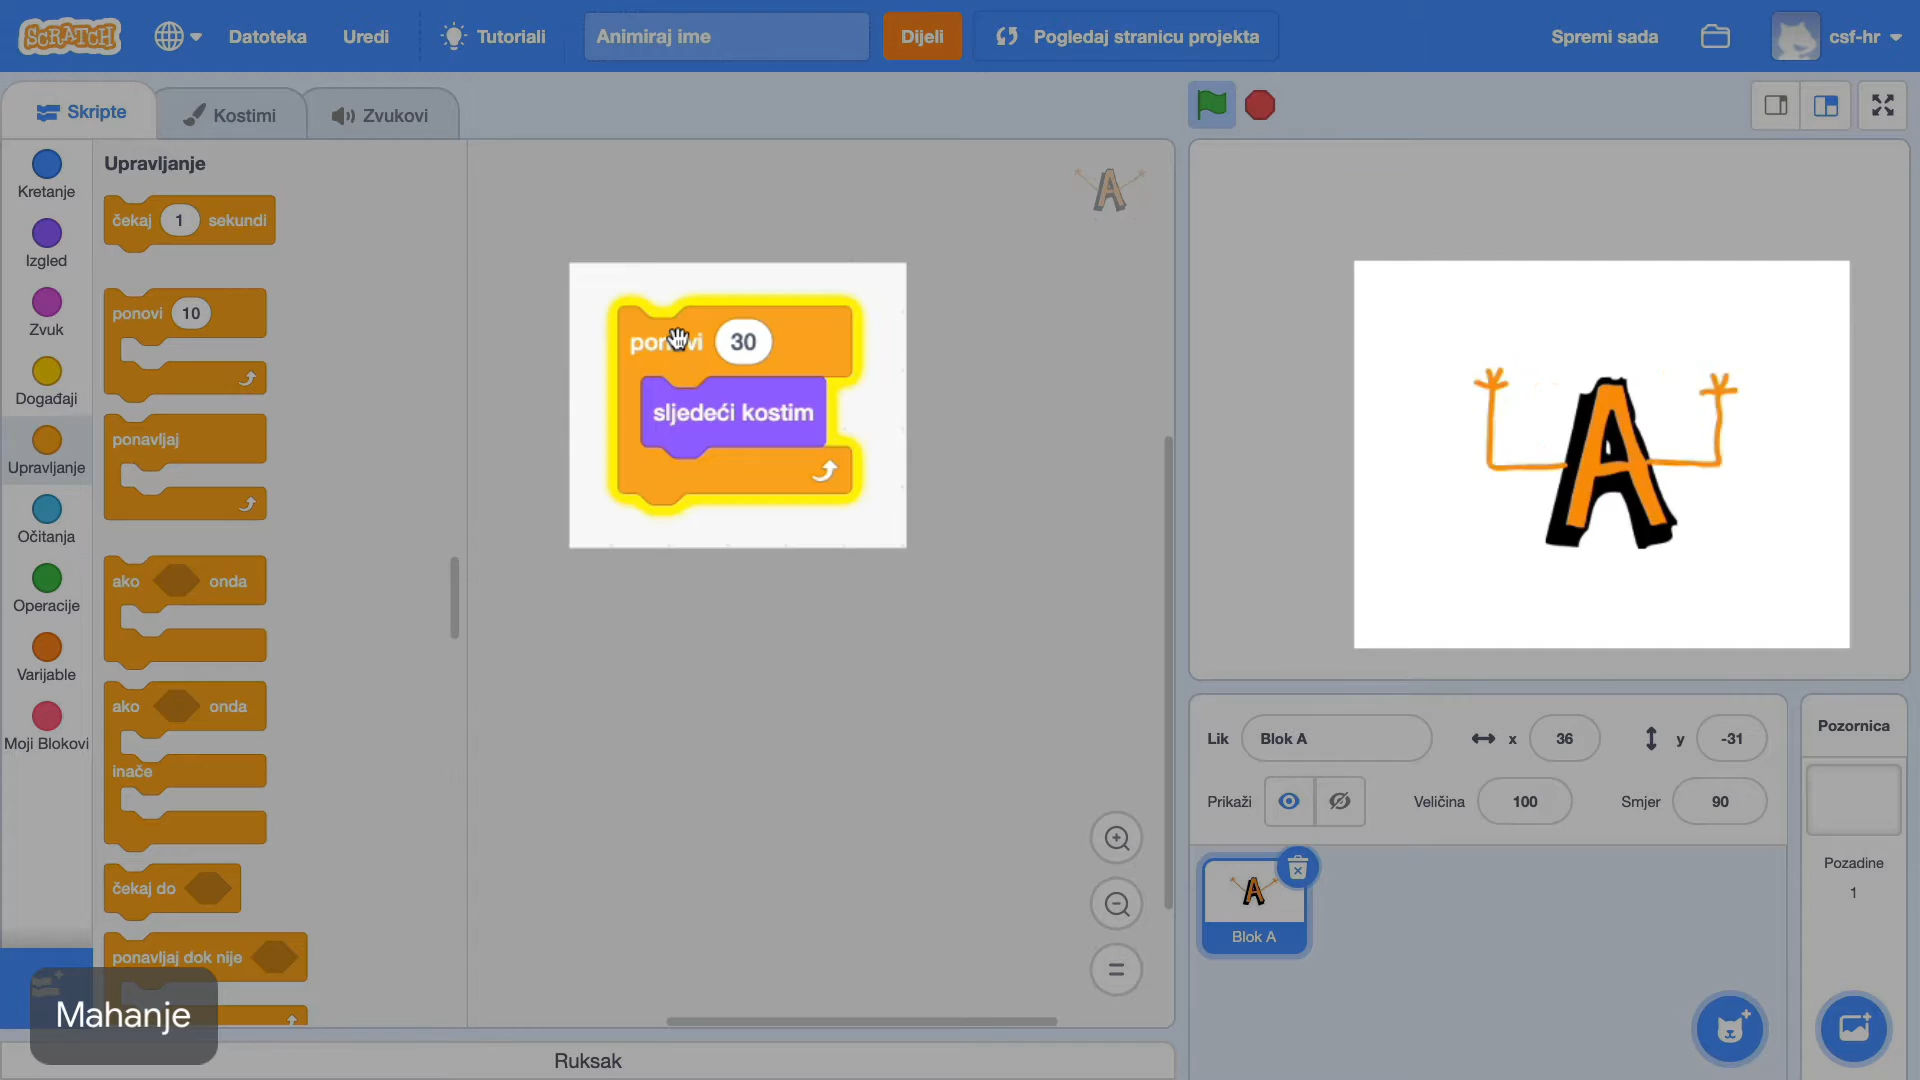 SCRATCH
Datoteka
Uredi
Tutoriali
Animiraj ime
Dijeli
Pogledaj stranicu projekta
Spremi sada
csf-hr
Skripte
Kostimi
Zvukovi
Kretanje
Izgled
Zvuk
Događaji
Upravljanje
Očitanja
Operacije
Varijable
Moji Blokovi
Upravljanje
čekaj 1 sekundi
ponovi 10
ponavljaj
ako onda
ako onda
inače
čekaj do
ponavljaj dok nije
ponovi 30
sljedeći kostim
A
A
Lik Blok A x 36 y -31
Prikaži Veličina 100 Smjer 90
A
Blok A
Pozornica
Pozadine
1
Mahanje
Ruksak